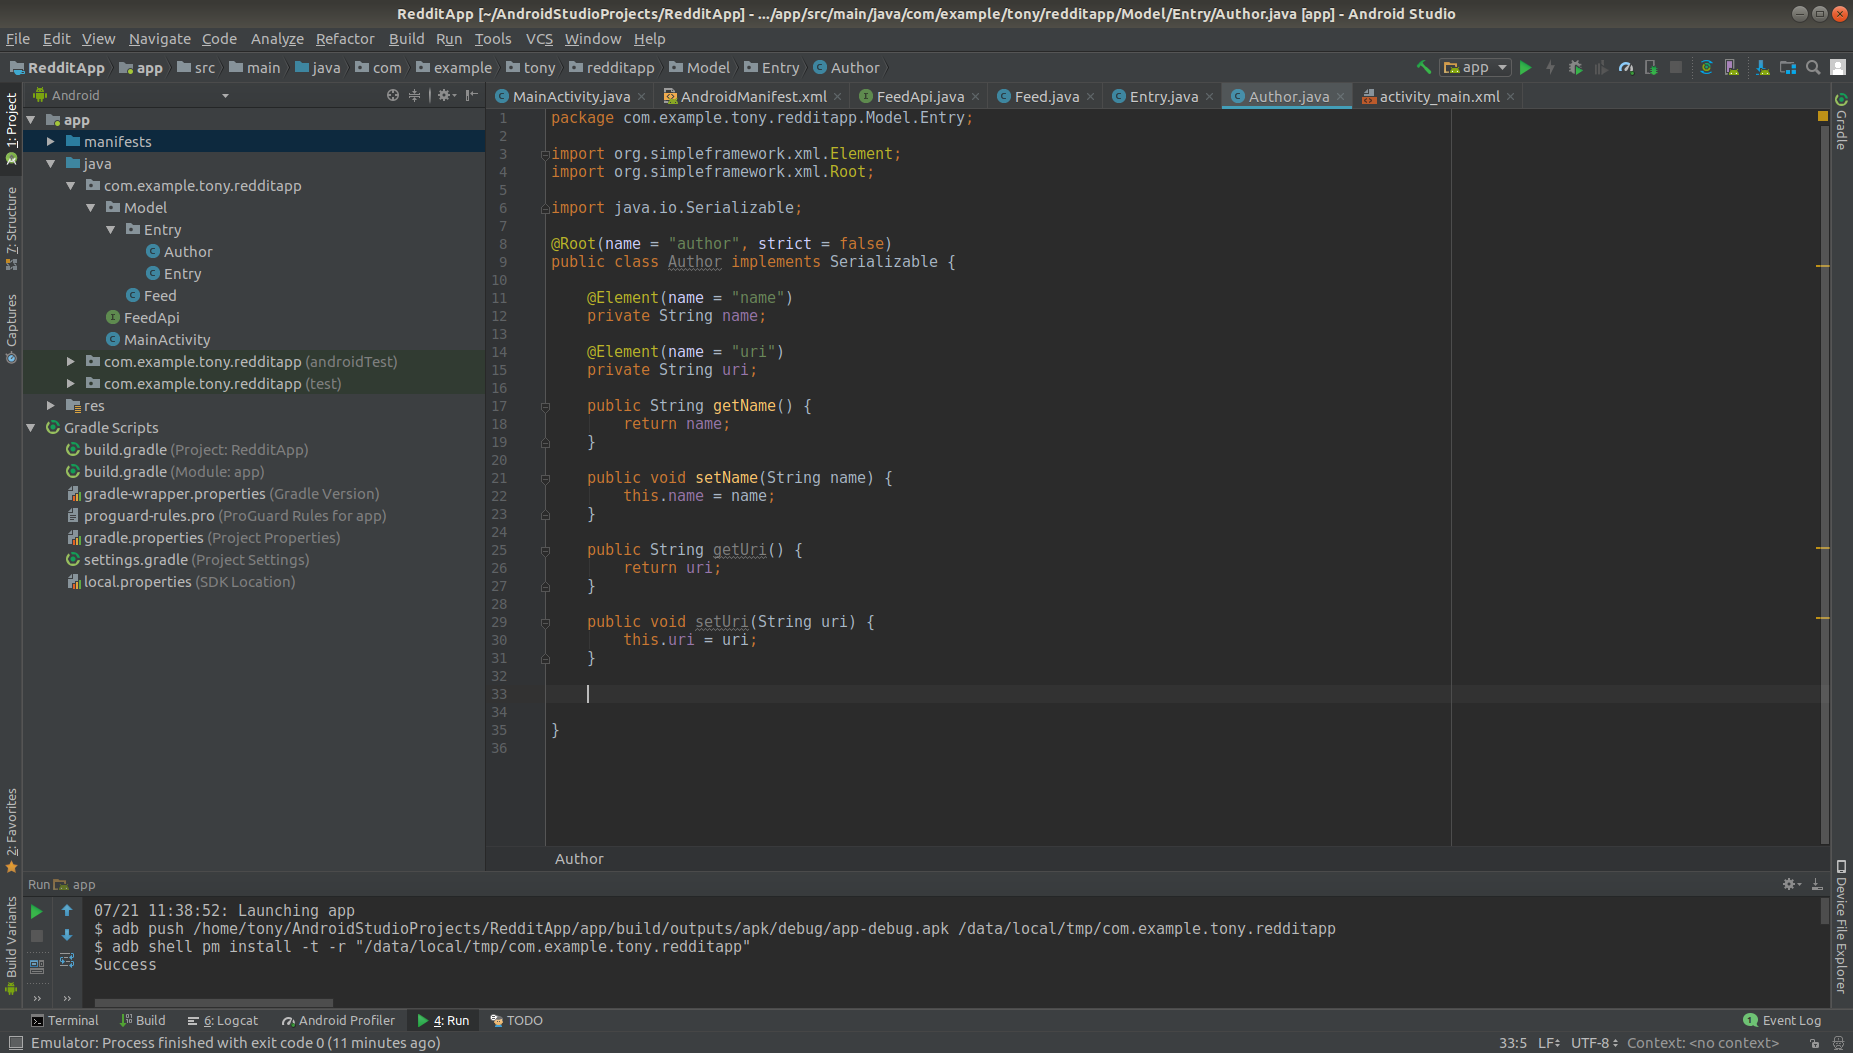 RedditApp [~/AndroidStudioProjects/RedditApp] - .../app/src/main/java/com/example/tony/redditapp/Model/Entry/Author.java [app] - Android Studio
File Edit View Navigate Code Analyze Refactor Build Run Tools VCS Window Help
RedditApp app src main java com example tony redditapp Model Entry Author
app
1: Project
7: Structure
Captures
2: Favorites
Build Variants
Android
app
manifests
java
com.example.tony.redditapp
Model
Entry
Author
Entry
Feed
FeedApi
MainActivity
com.example.tony.redditapp (androidTest)
com.example.tony.redditapp (test)
res
Gradle Scripts
build.gradle (Project: RedditApp)
build.gradle (Module: app)
gradle-wrapper.properties (Gradle Version)
proguard-rules.pro (ProGuard Rules for app)
gradle.properties (Project Properties)
settings.gradle (Project Settings)
local.properties (SDK Location)
MainActivity.java AndroidManifest.xml FeedApi.java Feed.java Entry.java Author.java activity_main.xml
1 package com.example.tony.redditapp.Model.Entry;
2
3 import org.simpleframework.xml.Element;
4 import org.simpleframework.xml.Root;
5
6 import java.io.Serializable;
7
8 @Root(name = "author", strict = false)
9 public class Author implements Serializable {
10
11 @Element(name = "name")
12 private String name;
13
14 @Element(name = "uri")
15 private String uri;
16
17 public String getName() {
18 return name;
19 }
20
21 public void setName(String name) {
22 this.name = name;
23 }
24
25 public String getUri() {
26 return uri;
27 }
28
29 public void setUri(String uri) {
30 this.uri = uri;
31 }
32
33
34
35 }
36
Author
Gradle
Device File Explorer
Run app
07/21 11:38:52: Launching app
$ adb push /home/tony/AndroidStudioProjects/RedditApp/app/build/outputs/apk/debug/app-debug.apk /data/local/tmp/com.example.tony.redditapp
$ adb shell pm install -t -r "/data/local/tmp/com.example.tony.redditapp"
Success
Terminal Build 6: Logcat Android Profiler 4: Run TODO 1 Event Log
Emulator: Process finished with exit code 0 (11 minutes ago) 33:5 LF UTF-8 Context: <no context>